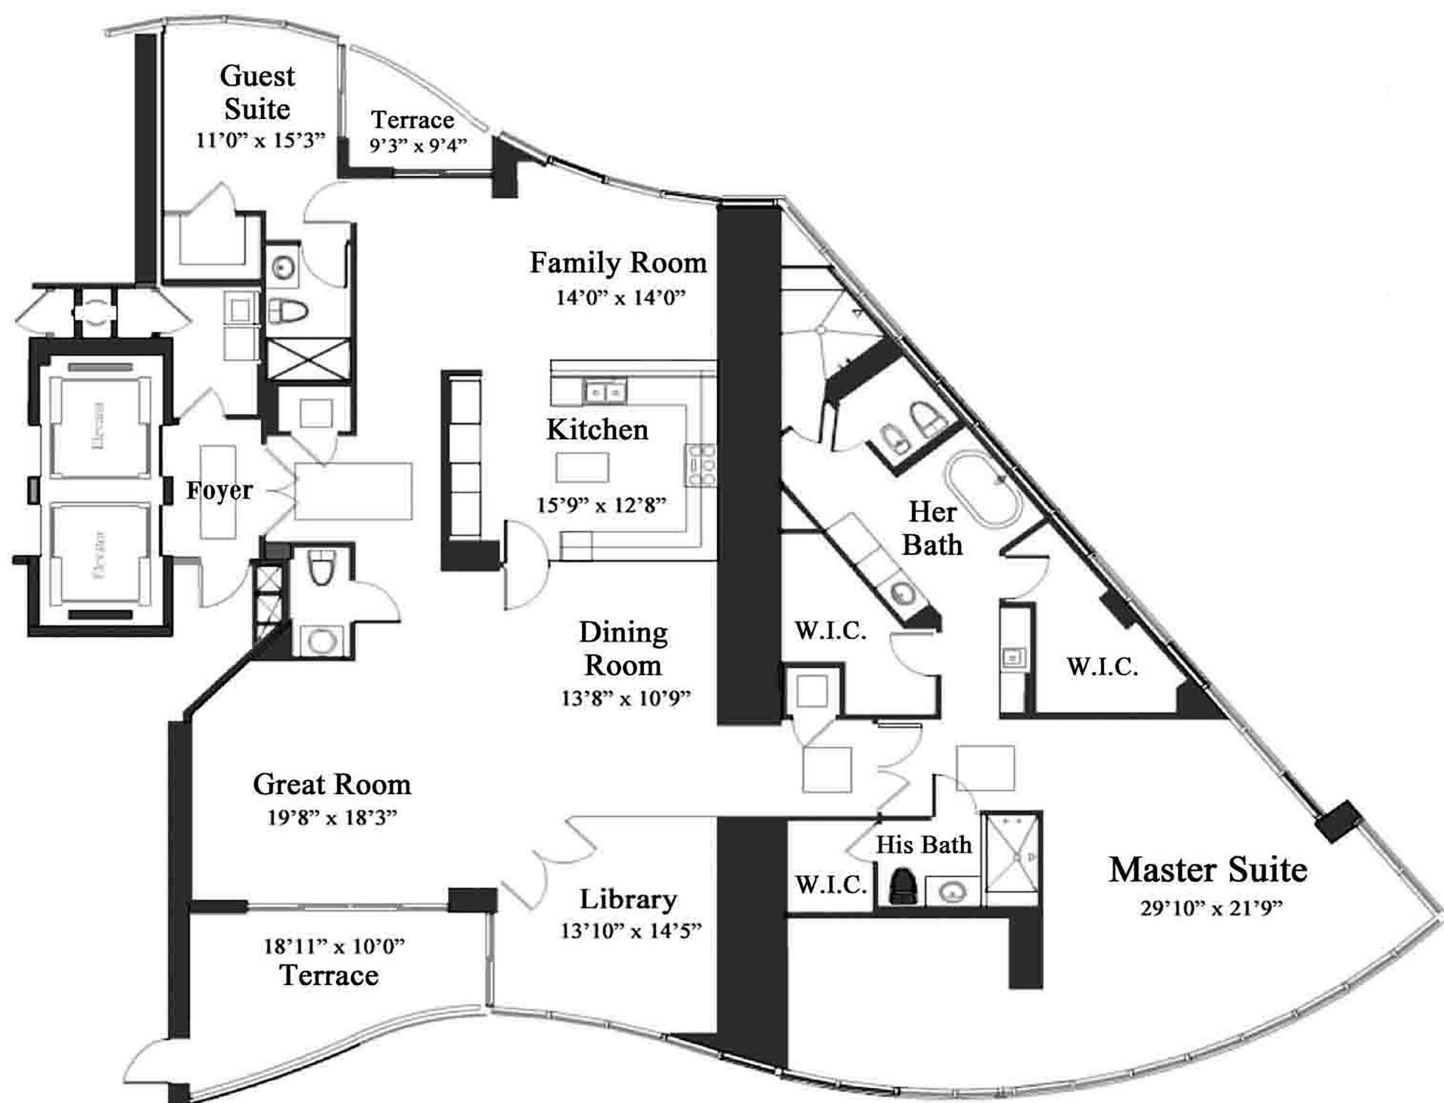 Guest
Suite
11’0” x 15’3”
Terrace
9’3” x 9’4”
Family Room
14’0” x 14’0”
Elevator
Foyer
Kitchen
15’9” x 12’8”
Elevator
Her
Bath
Dining
Room
13’8” x 10’9”
W.I.C.
W.I.C.
Great Room
19’8” x 18’3”
His Bath
W.I.C.
Master Suite
29’10” x 21’9”
Library
13’10” x 14’5”
18’11” x 10’0”
Terrace